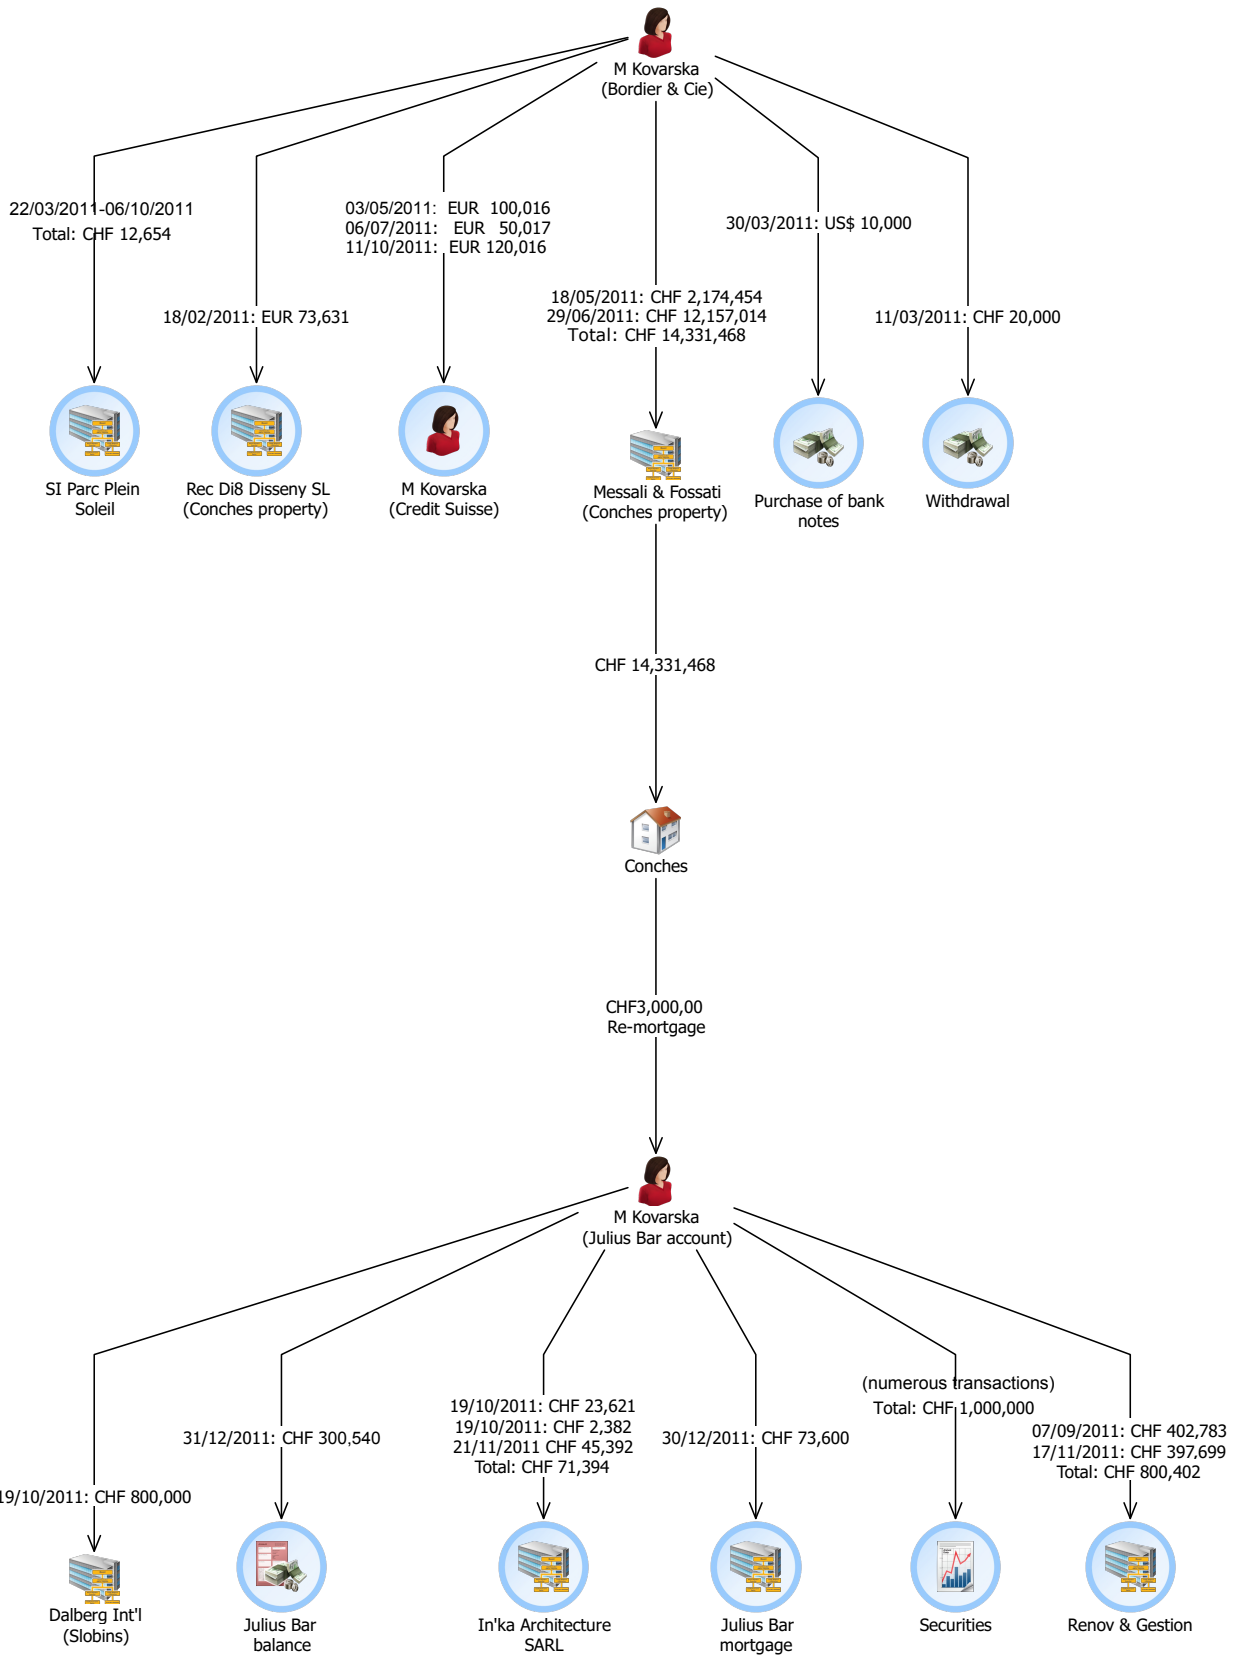 M Kovarska
(Bordier & Cie)
22/03/2011-06/10/2011
Total: CHF 12,654
18/02/2011: EUR 73,631
03/05/2011: EUR 100,016
06/07/2011: EUR 50,017
11/10/2011: EUR 120,016
18/05/2011: CHF 2,174,454
29/06/2011: CHF 12,157,014
Total: CHF 14,331,468
30/03/2011: US$ 10,000
11/03/2011: CHF 20,000
SI Parc Plein
Soleil
Rec Di8 Disseny SL
(Conches property)
M Kovarska
(Credit Suisse)
Messali & Fossati
(Conches property)
Purchase of bank
notes
Withdrawal
CHF 14,331,468
Conches
CHF3,000,00
Re-mortgage
M Kovarska
(Julius Bar account)
19/10/2011: CHF 800,000
31/12/2011: CHF 300,540
19/10/2011: CHF 23,621
19/10/2011: CHF 2,382
21/11/2011 CHF 45,392
Total: CHF 71,394
30/12/2011: CHF 73,600
(numerous transactions)
Total: CHF 1,000,000
07/09/2011: CHF 402,783
17/11/2011: CHF 397,699
Total: CHF 800,402
Dalberg Int'l
(Slobins)
Julius Bar
balance
In'ka Architecture
SARL
Julius Bar
mortgage
Securities
Renov & Gestion